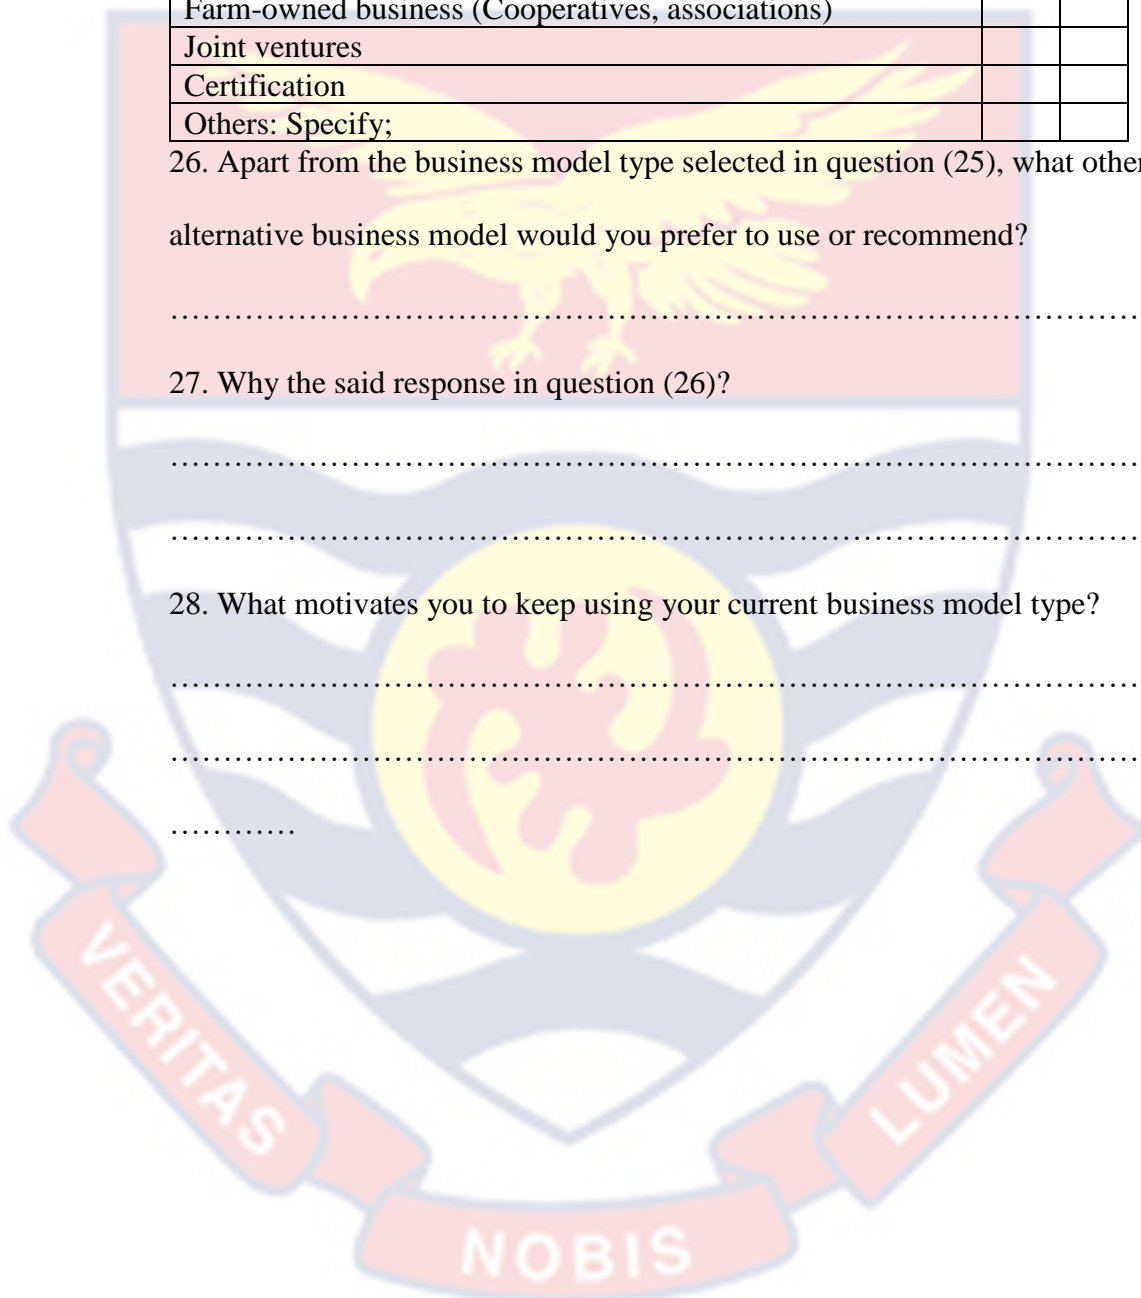 Farm-owned business (Cooperatives, associations)
Joint ventures
Certification
Others: Specify;
26. Apart from the business model type selected in question (25), what other
alternative business model would you prefer to use or recommend?
……………………………………………………………………………………
27. Why the said response in question (26)?
……………………………………………………………………………………
……………………………………………………………………………………
28. What motivates you to keep using your current business model type?
……………………………………………………………………………………
……………………………………………………………………………………
…………
VERITAS
NOBIS
LUMEN